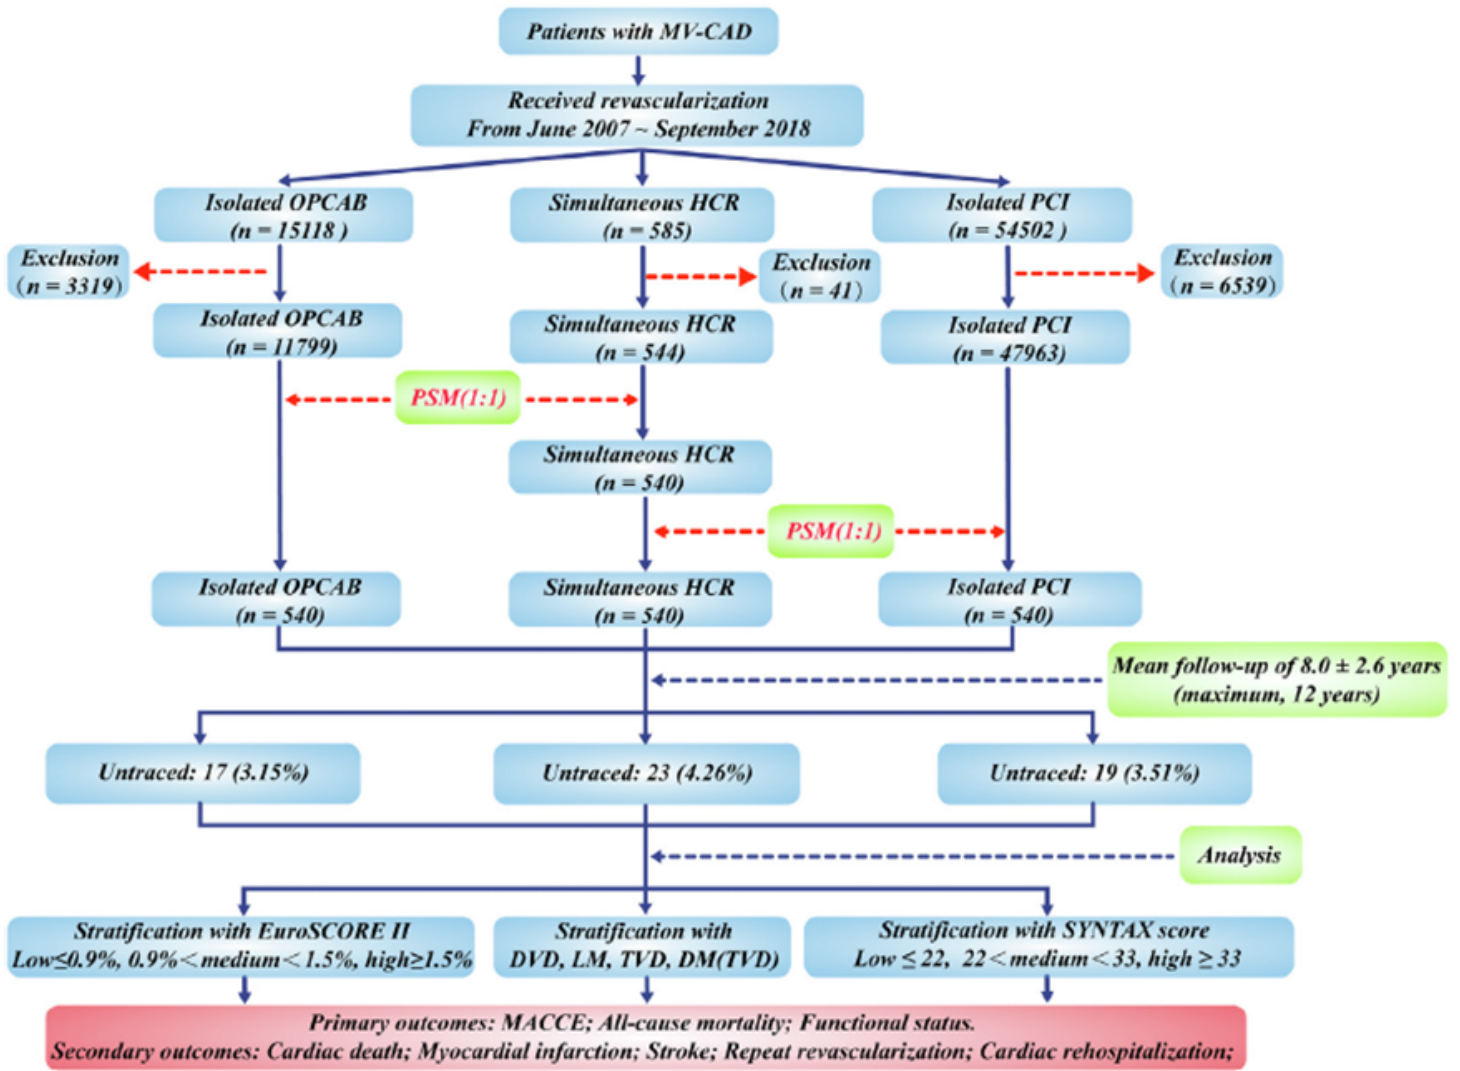 Patients with MV-CAD
Received revascularization
From June 2007 ~ September 2018
Isolated OPCAB
(n = 15118 )
Simultaneous HCR
(n = 585)
Isolated PCI
(n = 54502 )
Exclusion
(n = 3319)
Exclusion
(n = 41)
Exclusion
(n = 6539)
Isolated OPCAB
(n = 11799)
Simultaneous HCR
(n = 544)
Isolated PCI
(n = 47963)
PSM(1:1)
Simultaneous HCR
(n = 540)
PSM(1:1)
Isolated OPCAB
(n = 540)
Simultaneous HCR
(n = 540)
Isolated PCI
(n = 540)
Mean follow-up of 8.0 ± 2.6 years
(maximum, 12 years)
Untraced: 17 (3.15%)
Untraced: 23 (4.26%)
Untraced: 19 (3.51%)
Analysis
Stratification with EuroSCORE II
Low≤0.9%, 0.9%<medium<1.5%, high≥1.5%
Stratification with
DVD, LM, TVD, DM(TVD)
Stratification with SYNTAX score
Low ≤ 22, 22<medium<33, high ≥ 33
Primary outcomes: MACCE; All-cause mortality; Functional status.
Secondary outcomes: Cardiac death; Myocardial infarction; Stroke; Repeat revascularization; Cardiac rehospitalization;